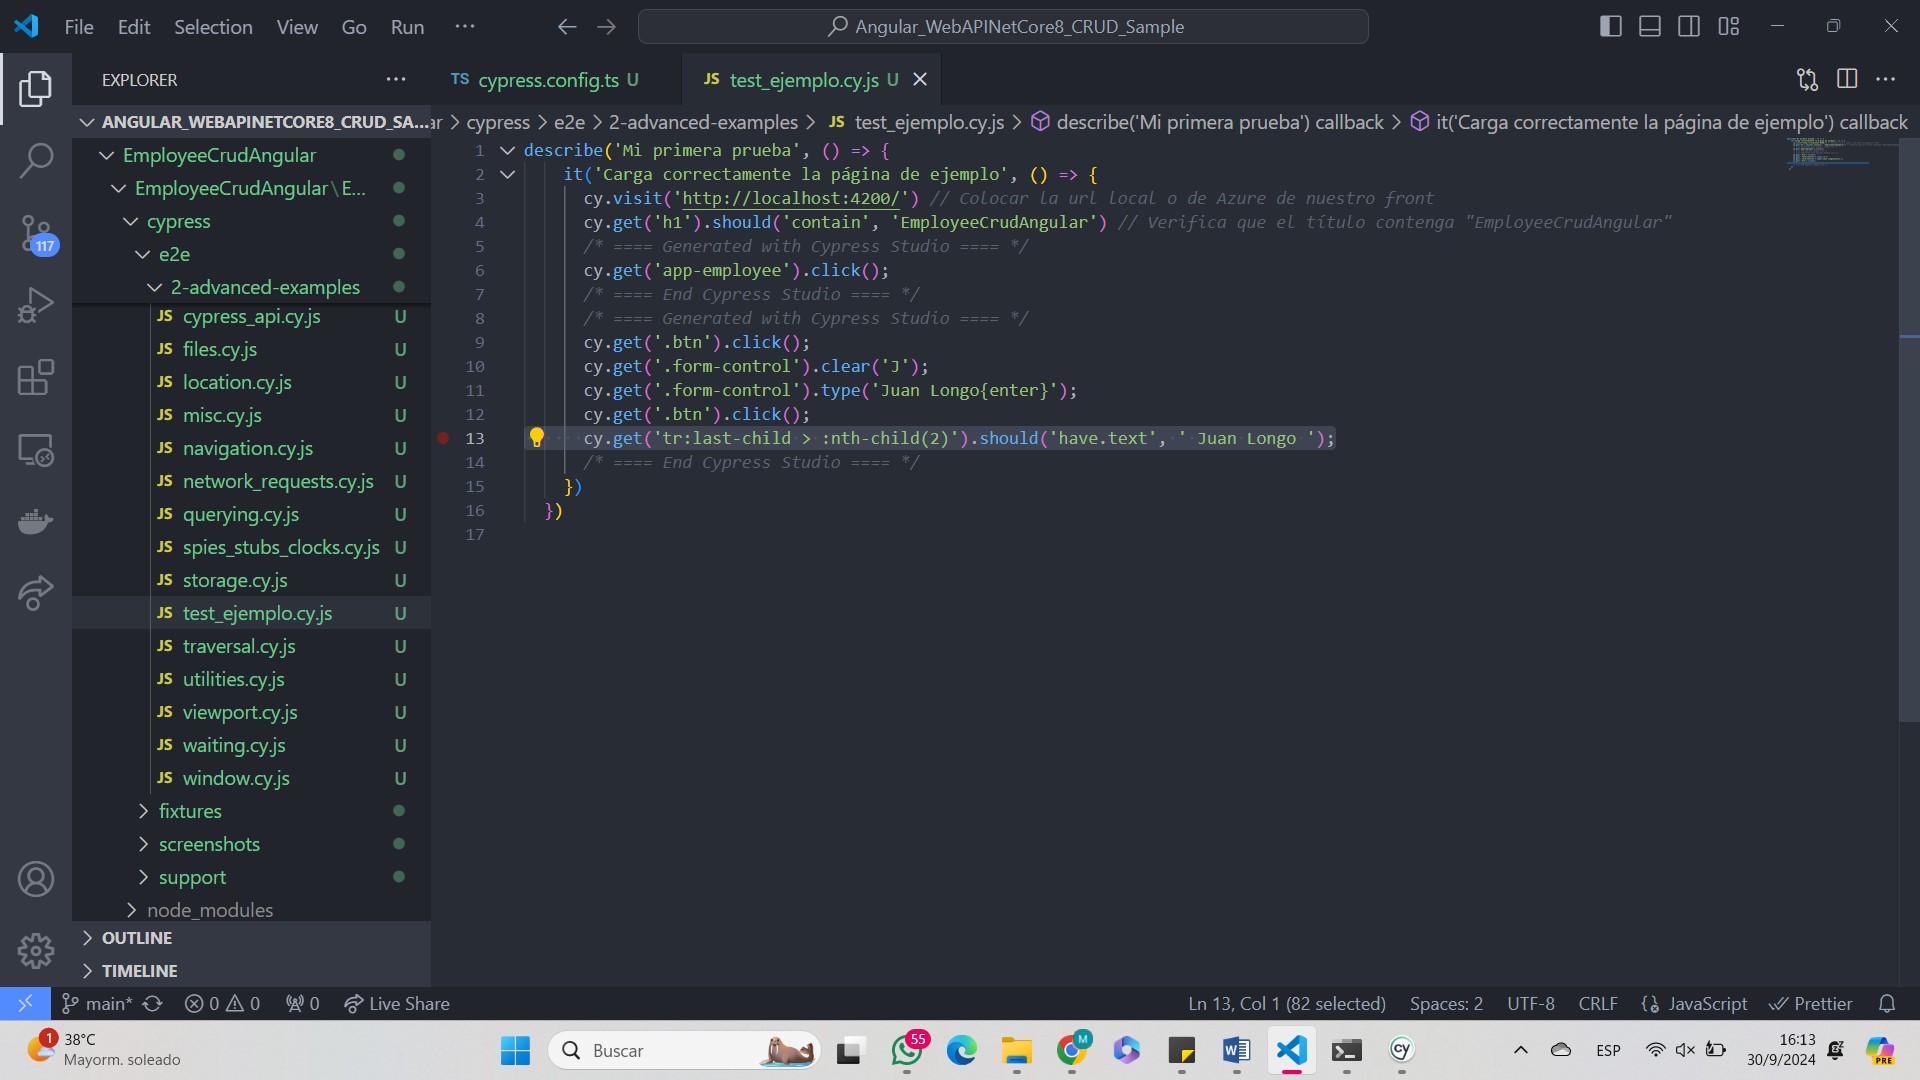 File Edit Selection View Go Run ···
Angular_WebAPINetCore8_CRUD_Sample
EXPLORER
TS cypress.config.ts U
JS test_ejemplo.cy.js U
ANGULAR_WEBAPINETCORE8_CRUD_SA...
ar > cypress > e2e > 2-advanced-examples > JS test_ejemplo.cy.js > describe('Mi primera prueba') callback > it('Carga correctamente la página de ejemplo') callback
EmployeeCrudAngular
EmployeeCrudAngular\E...
cypress
e2e
2-advanced-examples
JS cypress_api.cy.js U
JS files.cy.js U
JS location.cy.js U
JS misc.cy.js U
JS navigation.cy.js U
JS network_requests.cy.js U
JS querying.cy.js U
JS spies_stubs_clocks.cy.js U
JS storage.cy.js U
JS test_ejemplo.cy.js U
JS traversal.cy.js U
JS utilities.cy.js U
JS viewport.cy.js U
JS waiting.cy.js U
JS window.cy.js U
fixtures
screenshots
support
node_modules
OUTLINE
TIMELINE
117
1 describe('Mi primera prueba', () => {
2 it('Carga correctamente la página de ejemplo', () => {
3 cy.visit('http://localhost:4200/') // Colocar la url local o de Azure de nuestro front
4 cy.get('h1').should('contain', 'EmployeeCrudAngular') // Verifica que el título contenga "EmployeeCrudAngular"
5 /* ==== Generated with Cypress Studio ==== */
6 cy.get('app-employee').click();
7 /* ==== End Cypress Studio ==== */
8 /* ==== Generated with Cypress Studio ==== */
9 cy.get('.btn').click();
10 cy.get('.form-control').clear('J');
11 cy.get('.form-control').type('Juan Longo{enter}');
12 cy.get('.btn').click();
13 cy.get('tr:last-child > :nth-child(2)').should('have.text', ' Juan Longo ');
14 /* ==== End Cypress Studio ==== */
15 })
16 })
17
main* 0 0 0 Live Share
Ln 13, Col 1 (82 selected) Spaces: 2 UTF-8 CRLF JavaScript Prettier
1 38°C
Mayorm. soleado
Buscar
55
M
cy
ESP
16:13
30/9/2024
PRE